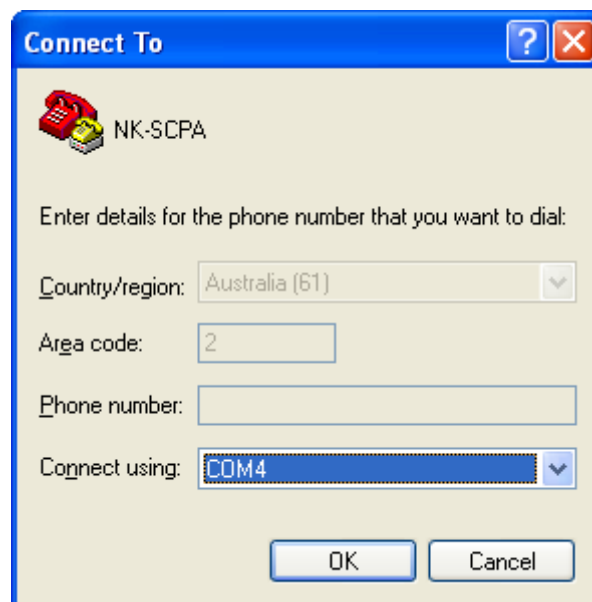 Connect To
NK-SCPA
Enter details for the phone number that you want to dial:
Country/region: Australia (61)
Area code: 2
Phone number:
Connect using: COM4
OK Cancel